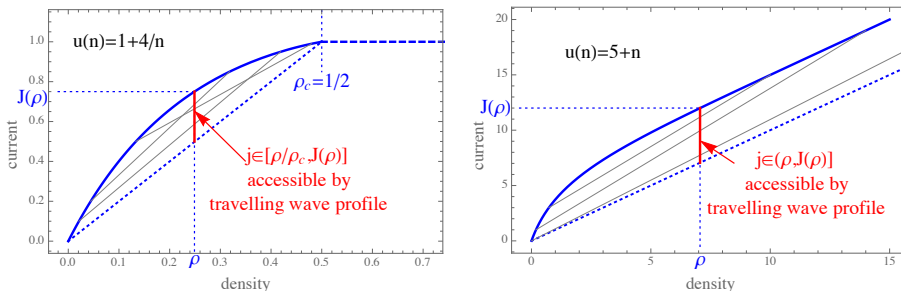 u(n)=1+4/n
1.0
0.8
J(ρ)
0.6
0.4
0.2
0.0
current
ρc=1/2
j∈[ρ/ρc,J(ρ)]
accessible by
travelling wave profile
0.0 0.1 0.2 0.3 0.4 0.5 0.6 0.7
ρ
density
u(n)=5+n
20
15
J(ρ)
10
5
0
current
j∈(ρ,J(ρ)]
accessible by
travelling wave profile
0 5 10 15
ρ
density